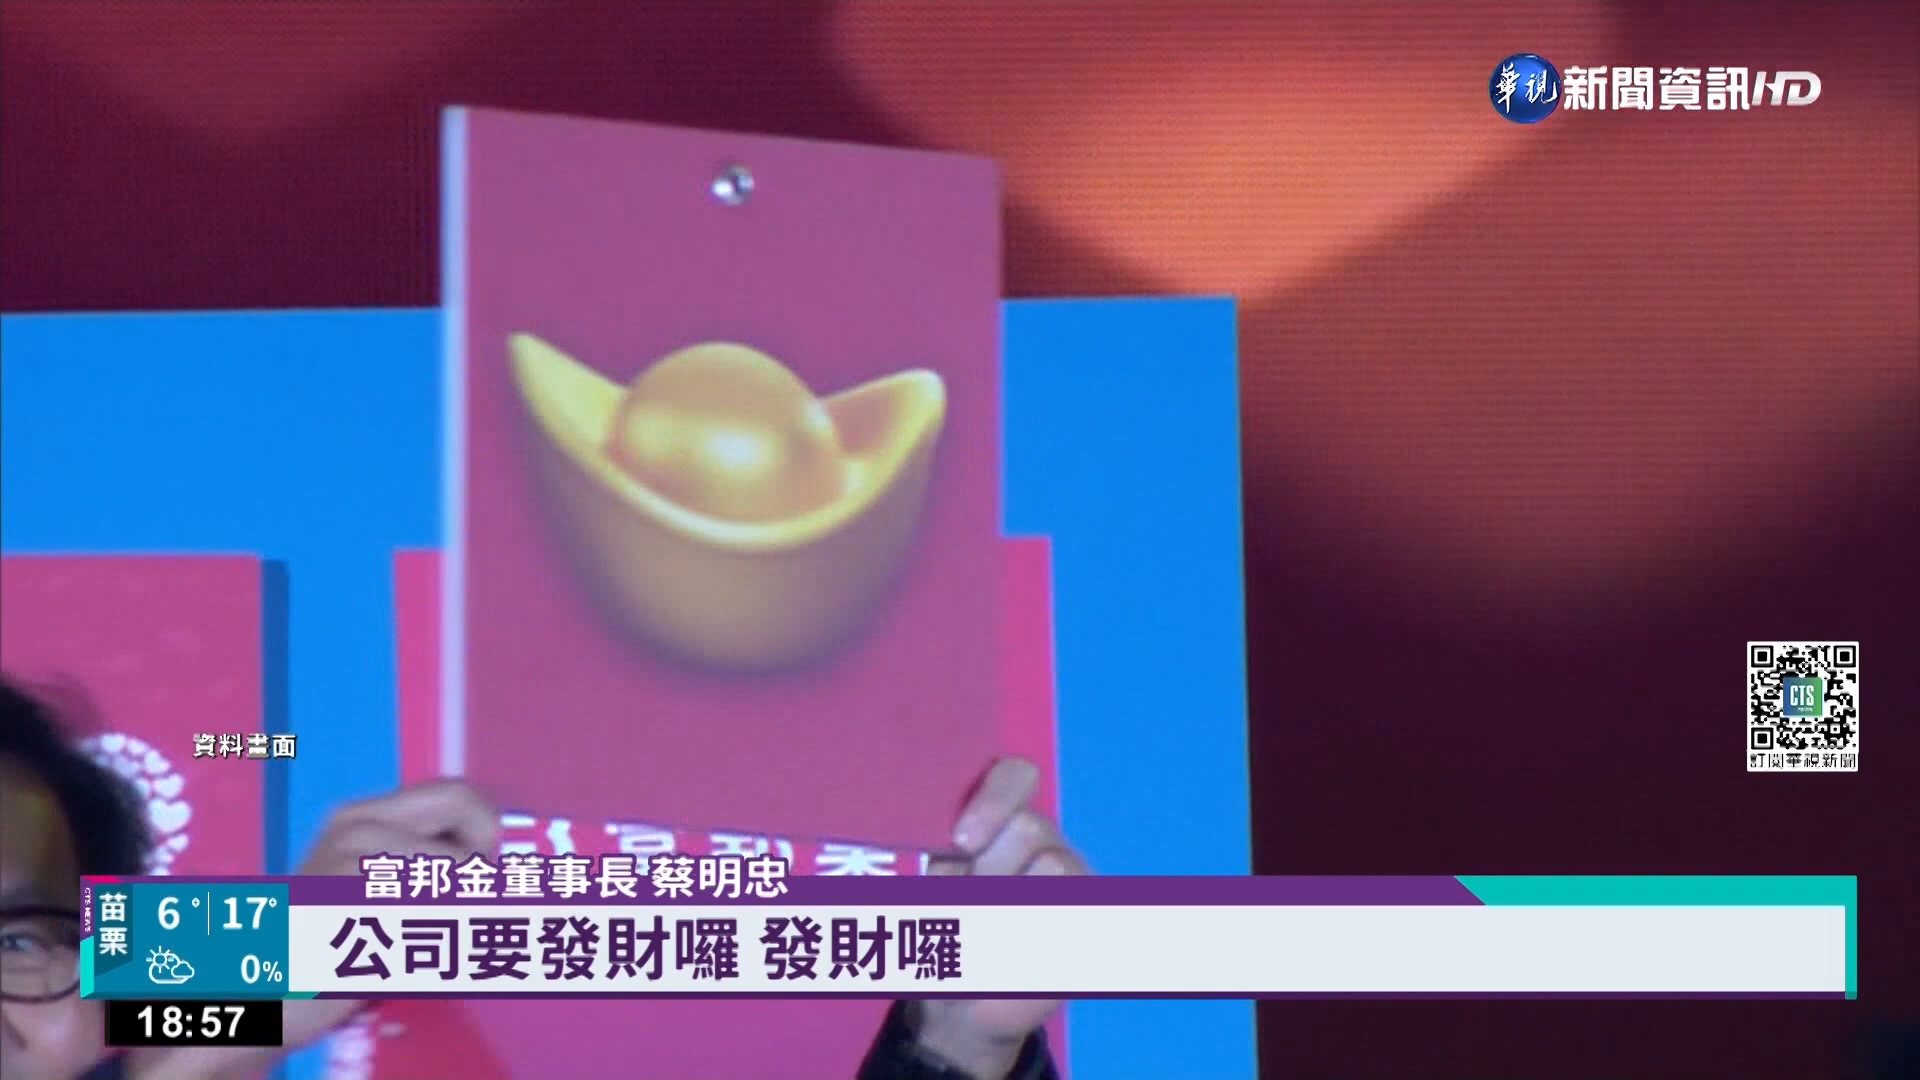 華視 新聞資訊HD
CTS
訂閱華視新聞
資料畫面
富邦金董事長 蔡明忠
公司要發財囉 發財囉
CTS NEWS
苗栗
6° 17°
0%
18:57